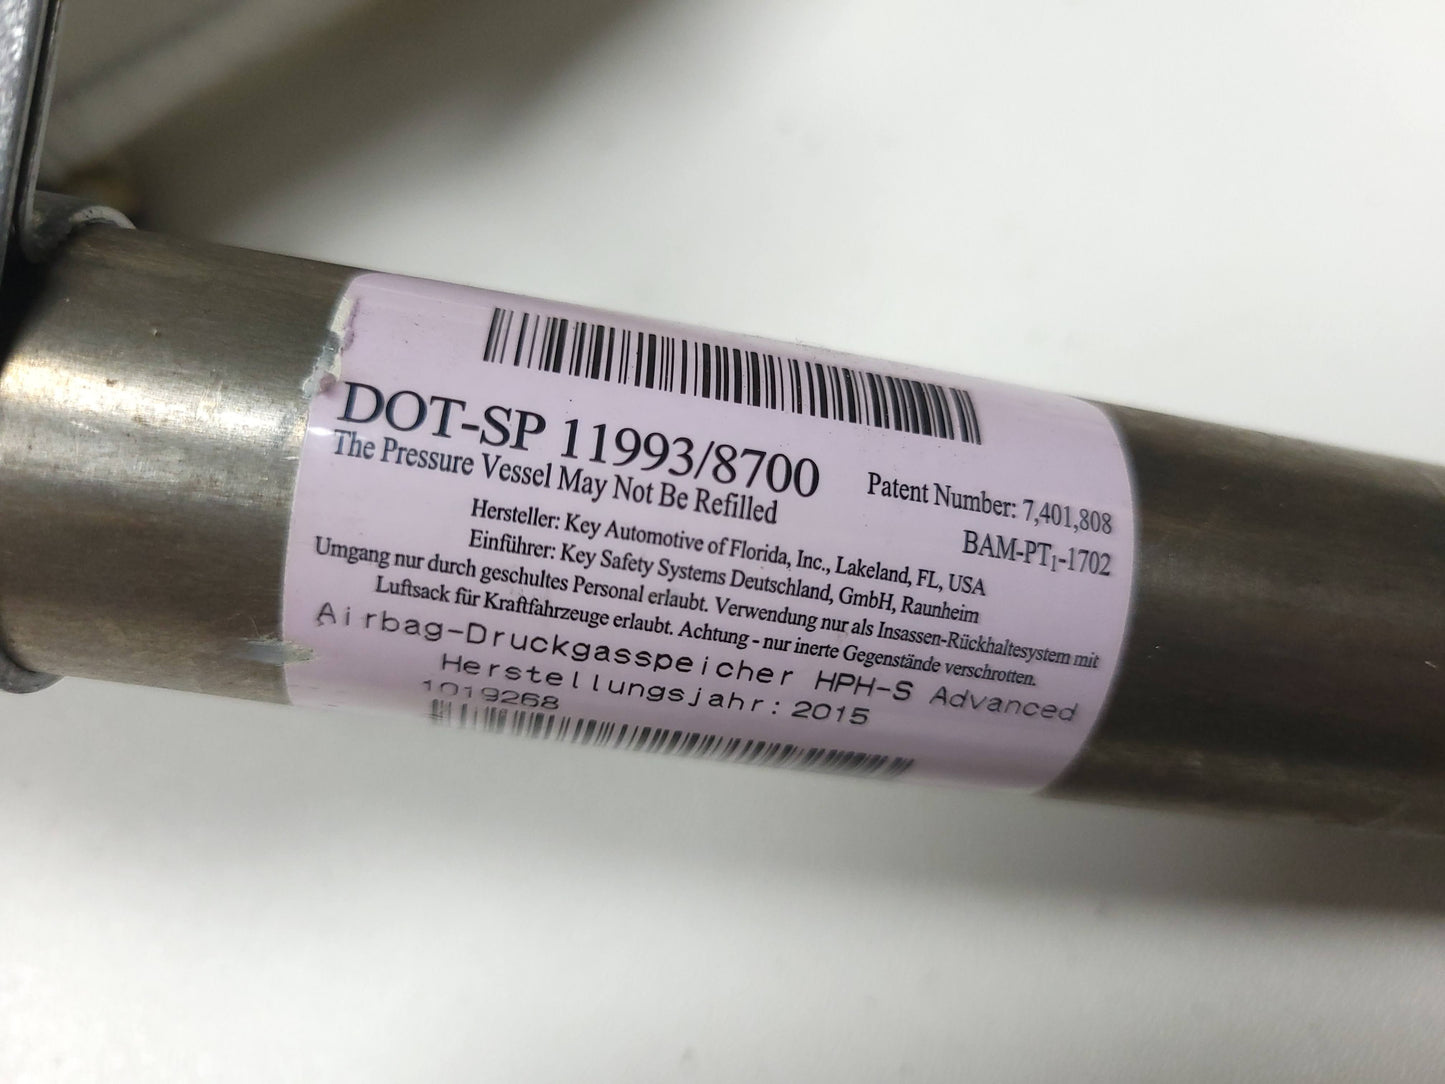 DOT-SP 11993/8700
The Pressure Vessel May Not Be Refilled
Patent Number: 7,401,808
BAM-PT₁-1702
Hersteller: Key Automotive of Florida, Inc., Lakeland, FL, USA
Einführer: Key Safety Systems Deutschland, GmbH, Raunheim
Umgang nur durch geschultes Personal erlaubt. Verwendung nur als Insassen-Rückhaltesystem mit
Luftsack für Kraftfahrzeuge erlaubt. Achtung - nur inerte Gegenstände verschrotten.
Airbag-Druckgasspeicher HPH-S Advanced
Herstellungsjahr: 2015
1019268